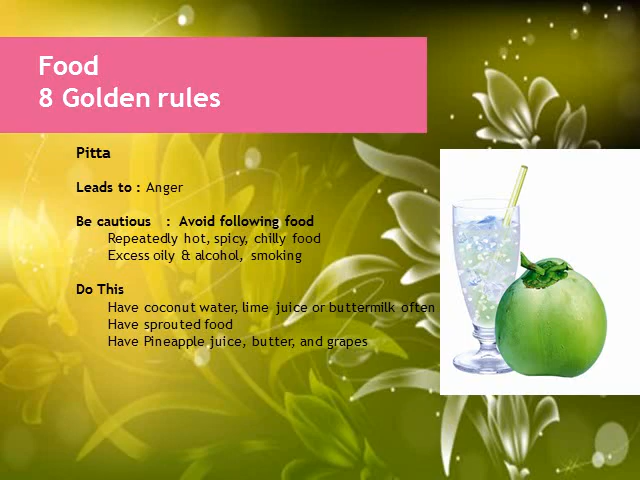 Food
8 Golden rules
Pitta
Leads to : Anger
Be cautious : Avoid following food
Repeatedly hot, spicy, chilly food
Excess oily & alcohol, smoking
Do This
Have coconut water, lime juice or buttermilk often
Have sprouted food
Have Pineapple juice, butter, and grapes